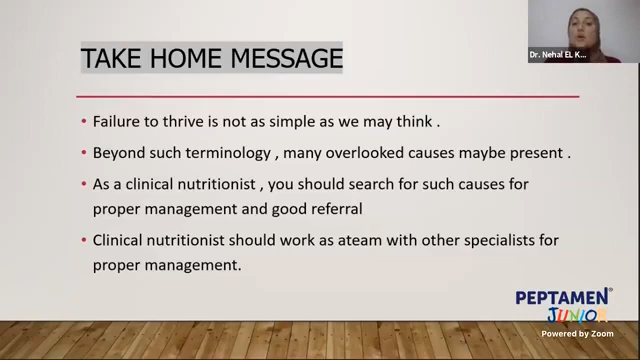 TAKE HOME MESSAGE
Dr. Nehal EL K...
• Failure to thrive is not as simple as we may think .
• Beyond such terminology , many overlooked causes maybe present .
• As a clinical nutritionist , you should search for such causes for
proper management and good referral
• Clinical nutritionist should work as ateam with other specialists for
proper management.
PEPTAMEN®
JUNIOR
Powered by Zoom